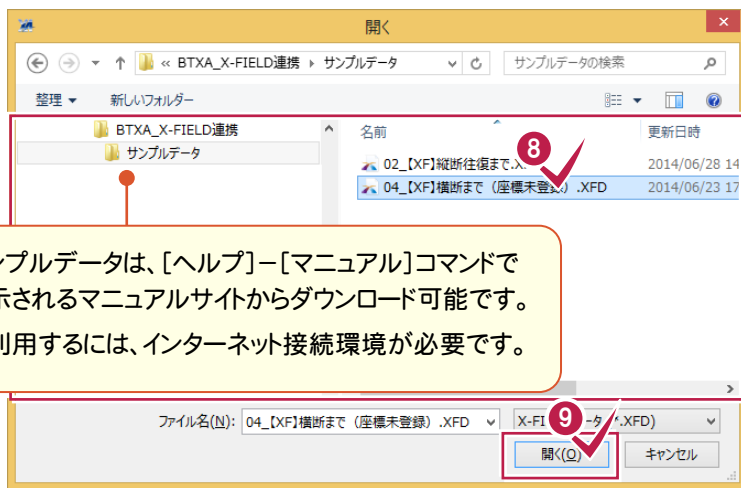 開く
« BTXA_X-FIELD連携 ▸ サンプルデータ
サンプルデータの検索
整理
新しいフォルダー
BTXA_X-FIELD連携
サンプルデータ
名前
更新日時
8
02_【XF】縦断往復まで.X
2014/06/28 14
04_【XF】横断まで（座標未登録）.XFD
2014/06/23 17
ンプルデータは、［ヘルプ］－［マニュアル］コマンドで
示されるマニュアルサイトからダウンロード可能です。
利用するには、インターネット接続環境が必要です。
ファイル名(N):
04_【XF】横断まで（座標未登録）.XFD
X-FI
.XFD)
9
開く(O)
キャンセル